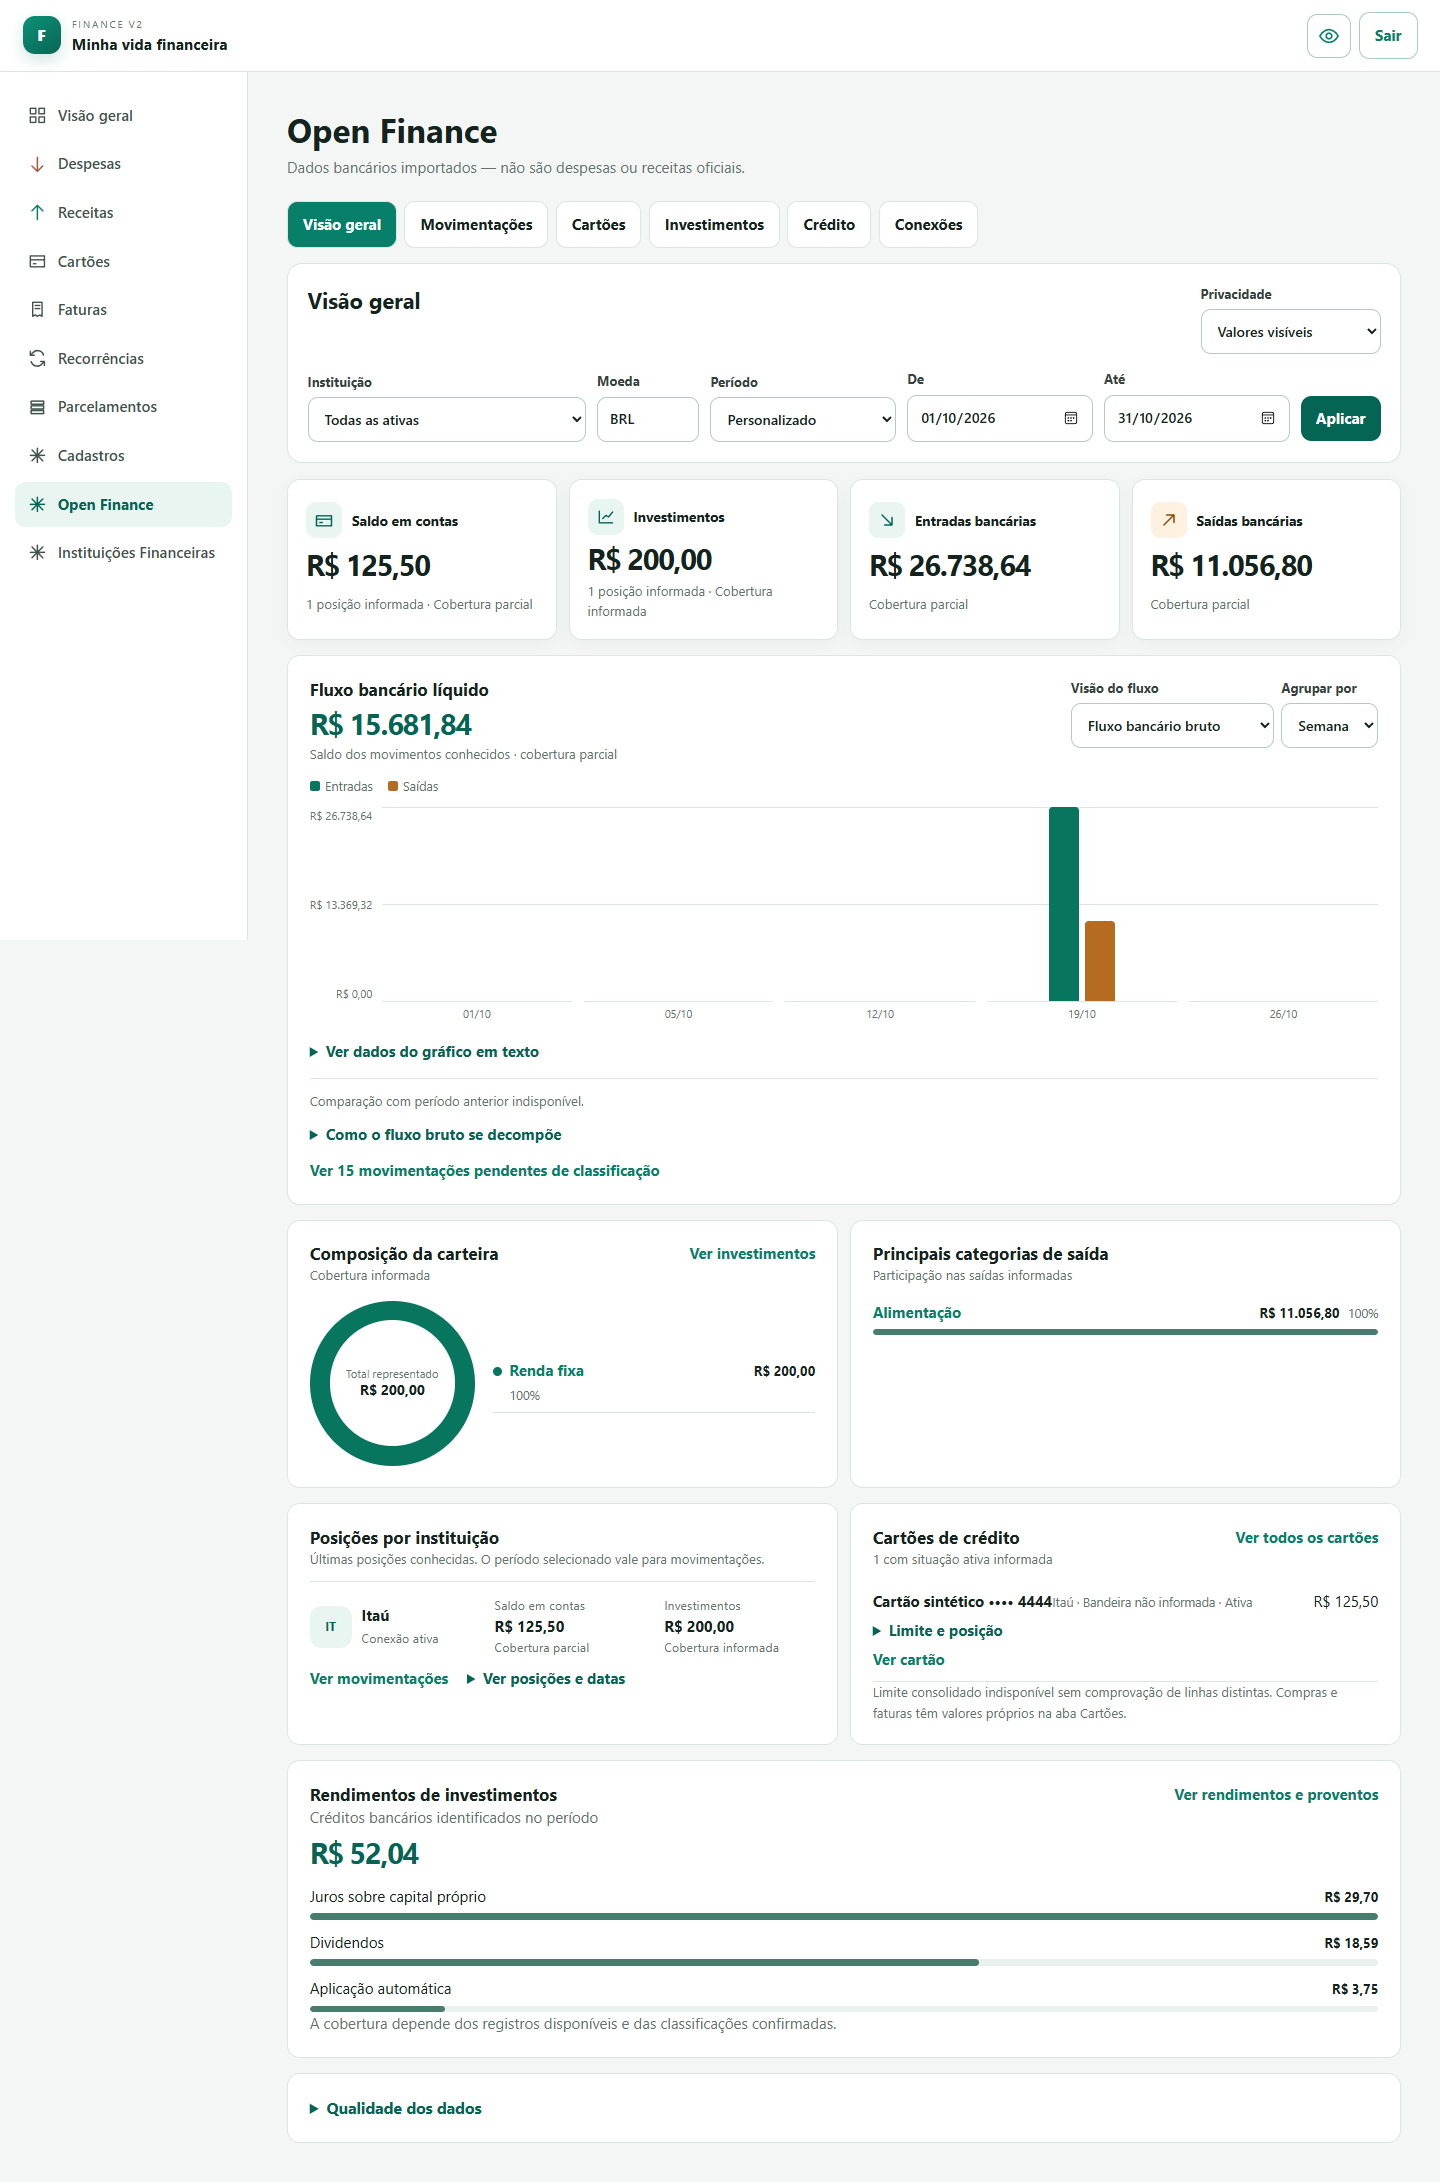 F
FINANCE V2
Minha vida financeira
Sair
Visão geral
Despesas
Receitas
Cartões
Faturas
Recorrências
Parcelamentos
Cadastros
Open Finance
Instituições Financeiras
Open Finance
Dados bancários importados — não são despesas ou receitas oficiais.
Visão geral
Movimentações
Cartões
Investimentos
Crédito
Conexões
Visão geral
Privacidade
Valores visíveis
Instituição
Moeda
Período
De
Até
Todas as ativas
BRL
Personalizado
01/10/2026
31/10/2026
Aplicar
Saldo em contas
R$ 125,50
1 posição informada · Cobertura parcial
Investimentos
R$ 200,00
1 posição informada · Cobertura
informada
Entradas bancárias
R$ 26.738,64
Cobertura parcial
Saídas bancárias
R$ 11.056,80
Cobertura parcial
Fluxo bancário líquido
R$ 15.681,84
Saldo dos movimentos conhecidos · cobertura parcial
Visão do fluxo
Fluxo bancário bruto
Agrupar por
Semana
Entradas
Saídas
R$ 26.738,64
R$ 13.369,32
R$ 0,00
01/10
05/10
12/10
19/10
26/10
Ver dados do gráfico em texto
Comparação com período anterior indisponível.
Como o fluxo bruto se decompõe
Ver 15 movimentações pendentes de classificação
Composição da carteira
Ver investimentos
Cobertura informada
Total representado
R$ 200,00
Renda fixa
R$ 200,00
100%
Principais categorias de saída
Participação nas saídas informadas
Alimentação
R$ 11.056,80 100%
Posições por instituição
Últimas posições conhecidas. O período selecionado vale para movimentações.
IT
Itaú
Conexão ativa
Saldo em contas
R$ 125,50
Cobertura parcial
Investimentos
R$ 200,00
Cobertura informada
Ver movimentações
Ver posições e datas
Cartões de crédito
Ver todos os cartões
1 com situação ativa informada
Cartão sintético •••• 4444Itaú · Bandeira não informada · Ativa
R$ 125,50
Limite e posição
Ver cartão
Limite consolidado indisponível sem comprovação de linhas distintas. Compras e
faturas têm valores próprios na aba Cartões.
Rendimentos de investimentos
Ver rendimentos e proventos
Créditos bancários identificados no período
R$ 52,04
Juros sobre capital próprio
R$ 29,70
Dividendos
R$ 18,59
Aplicação automática
R$ 3,75
A cobertura depende dos registros disponíveis e das classificações confirmadas.
Qualidade dos dados